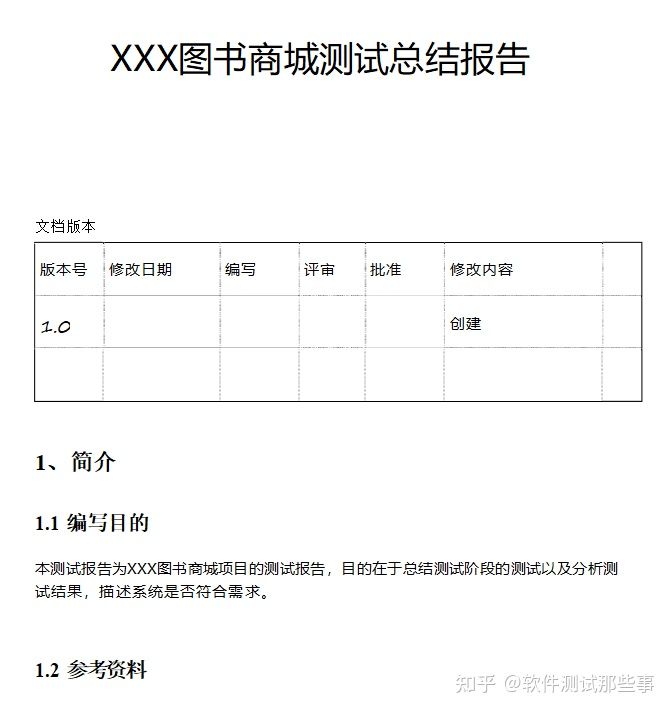 XXX图书商城测试总结报告
文档版本
版本号 修改日期 编写 评审 批准 修改内容
1.0 创建
1、简介
1.1 编写目的
本测试报告为XXX图书商城项目的测试报告，目的在于总结测试阶段的测试以及分析测
试结果，描述系统是否符合需求。
1.2 参考资料
知乎 @软件测试那些事